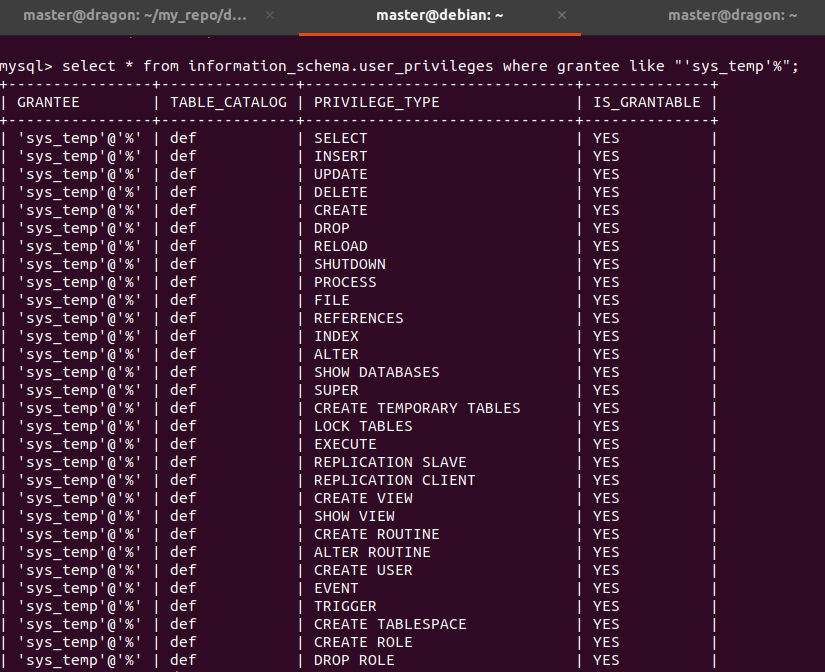 master@dragon: ~/my_repo/d... × master@debian: ~ × master@dragon: ~
mysql> select * from information_schema.user_privileges where grantee like "'sys_temp'%";
+----------------+---------------+------------------------------+--------------+
| GRANTEE | TABLE_CATALOG | PRIVILEGE_TYPE | IS_GRANTABLE |
+----------------+---------------+------------------------------+--------------+
| 'sys_temp'@'%' | def | SELECT | YES |
| 'sys_temp'@'%' | def | INSERT | YES |
| 'sys_temp'@'%' | def | UPDATE | YES |
| 'sys_temp'@'%' | def | DELETE | YES |
| 'sys_temp'@'%' | def | CREATE | YES |
| 'sys_temp'@'%' | def | DROP | YES |
| 'sys_temp'@'%' | def | RELOAD | YES |
| 'sys_temp'@'%' | def | SHUTDOWN | YES |
| 'sys_temp'@'%' | def | PROCESS | YES |
| 'sys_temp'@'%' | def | FILE | YES |
| 'sys_temp'@'%' | def | REFERENCES | YES |
| 'sys_temp'@'%' | def | INDEX | YES |
| 'sys_temp'@'%' | def | ALTER | YES |
| 'sys_temp'@'%' | def | SHOW DATABASES | YES |
| 'sys_temp'@'%' | def | SUPER | YES |
| 'sys_temp'@'%' | def | CREATE TEMPORARY TABLES | YES |
| 'sys_temp'@'%' | def | LOCK TABLES | YES |
| 'sys_temp'@'%' | def | EXECUTE | YES |
| 'sys_temp'@'%' | def | REPLICATION SLAVE | YES |
| 'sys_temp'@'%' | def | REPLICATION CLIENT | YES |
| 'sys_temp'@'%' | def | CREATE VIEW | YES |
| 'sys_temp'@'%' | def | SHOW VIEW | YES |
| 'sys_temp'@'%' | def | CREATE ROUTINE | YES |
| 'sys_temp'@'%' | def | ALTER ROUTINE | YES |
| 'sys_temp'@'%' | def | CREATE USER | YES |
| 'sys_temp'@'%' | def | EVENT | YES |
| 'sys_temp'@'%' | def | TRIGGER | YES |
| 'sys_temp'@'%' | def | CREATE TABLESPACE | YES |
| 'sys_temp'@'%' | def | CREATE ROLE | YES |
| 'sys_temp'@'%' | def | DROP ROLE | YES |